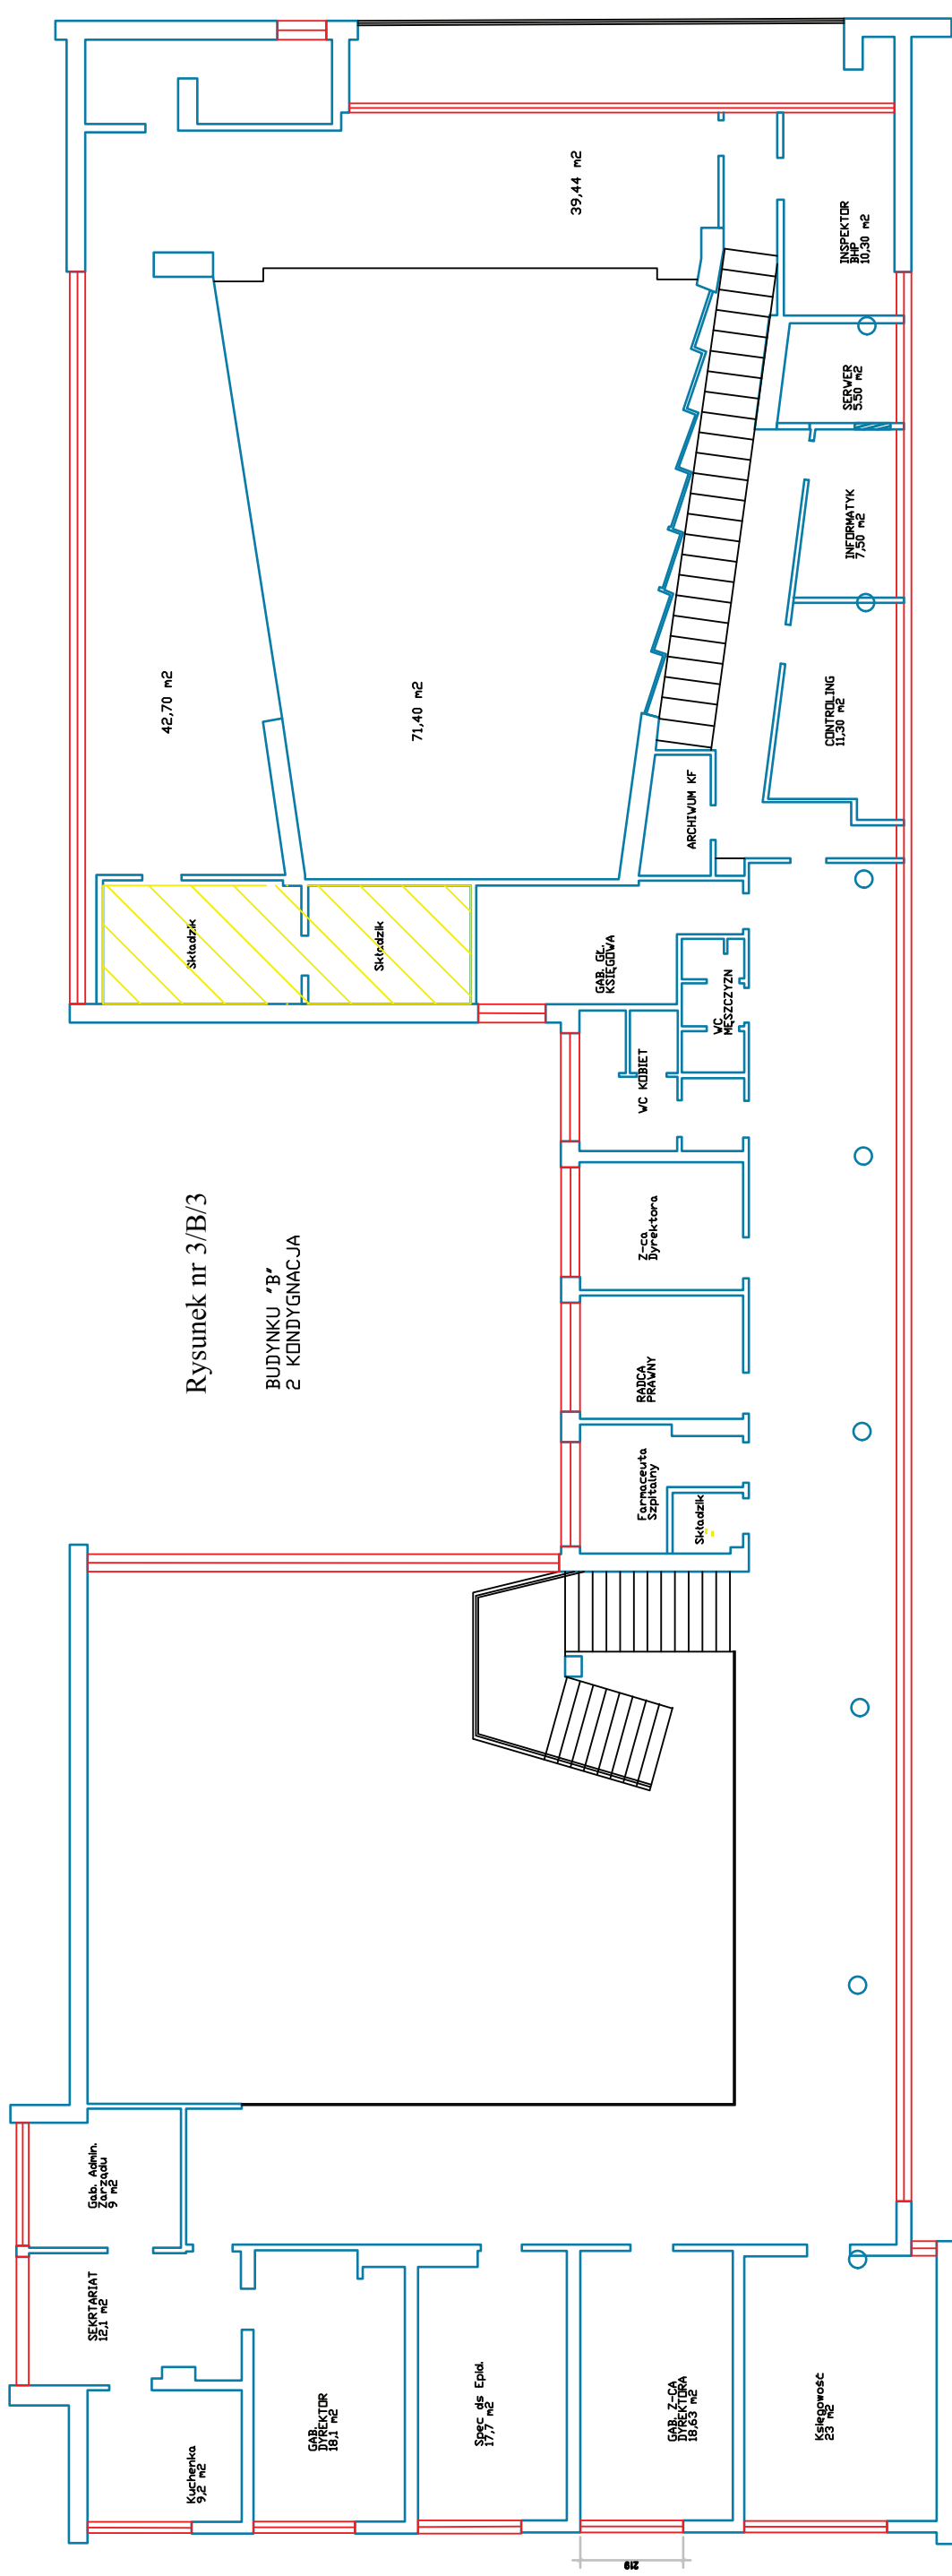 Rysunek nr 3/B/3
BUDYNKU "B"
2 KONDYGNACJA
Gab. Admin.
Zarządu
9 m2
SEKRTARIAT
12,1 m2
Kuchenka
9,2 m2
GAB.
DYREKTOR
18,1 m2
Spec ds Epid.
17,7 m2
GAB. Z-CA
DYREKTORA
18,63 m2
Księgowość
23 m2
219
Farmaceuta
Szpitalny
Składzik
RADCA
PRAWNY
Z-ca
Dyrektora
WC KOBIET
WC
MĘSZCZYZN
GAB. GŁ.
KSIĘGOWA
Składzik
Składzik
ARCHIWUM KF
42,70 m2
71,40 m2
39,44 m2
CONTROLING
11,30 m2
INFORMATYK
7,50 m2
SERWER
5.50 m2
INSPEKTOR
BHP
10,30 m2